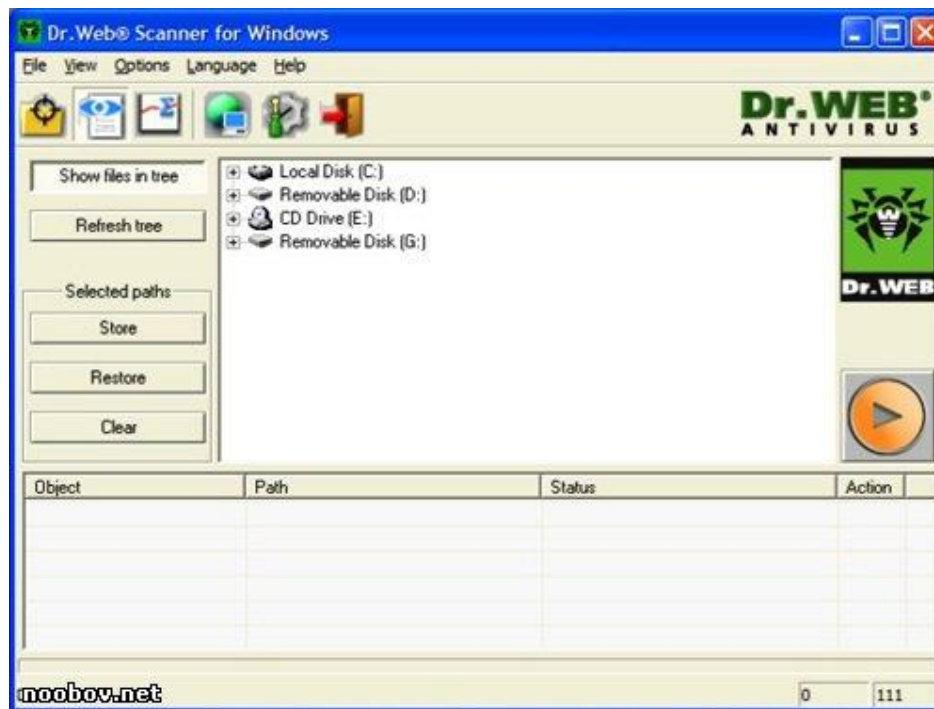 Dr.Web® Scanner for Windows
File View Options Language Help
Dr.WEB®
ANTIVIRUS
Show files in tree
Refresh tree
Selected paths
Store
Restore
Clear
Local Disk (C:)
Removable Disk (D:)
CD Drive (E:)
Removable Disk (G:)
Dr.WEB
Object Path Status Action
noobov.net
0 111